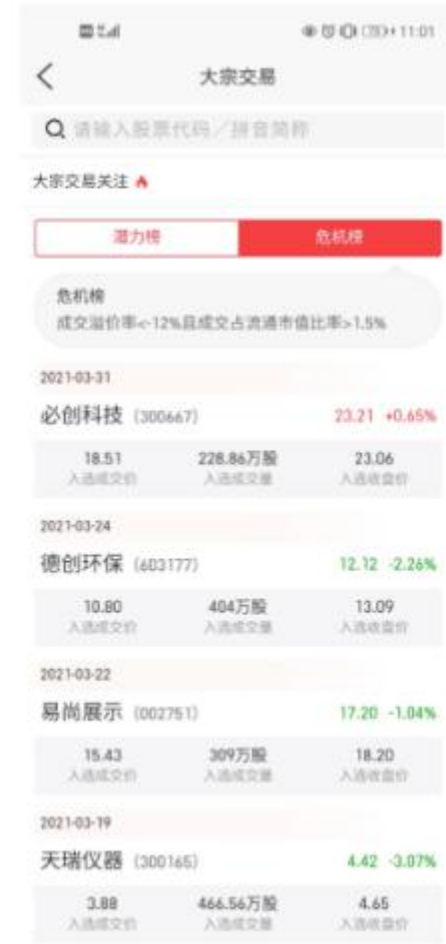 11:01
大宗交易
请输入股票代码／拼音简称
大宗交易关注
潜力榜 危机榜
危机榜
成交溢价率<-12%且成交占流通市值比率>1.5%
2021-03-31
必创科技 (300667) 23.21 +0.65%
18.51 228.86万股 23.06
入选成交价 入选成交量 入选收盘价
2021-03-24
德创环保 (603177) 12.12 -2.26%
10.80 404万股 13.09
入选成交价 入选成交量 入选收盘价
2021-03-22
易尚展示 (002751) 17.20 -1.04%
15.43 309万股 18.20
入选成交价 入选成交量 入选收盘价
2021-03-19
天瑞仪器 (300165) 4.42 -3.07%
3.88 466.56万股 4.65
入选成交价 入选成交量 入选收盘价